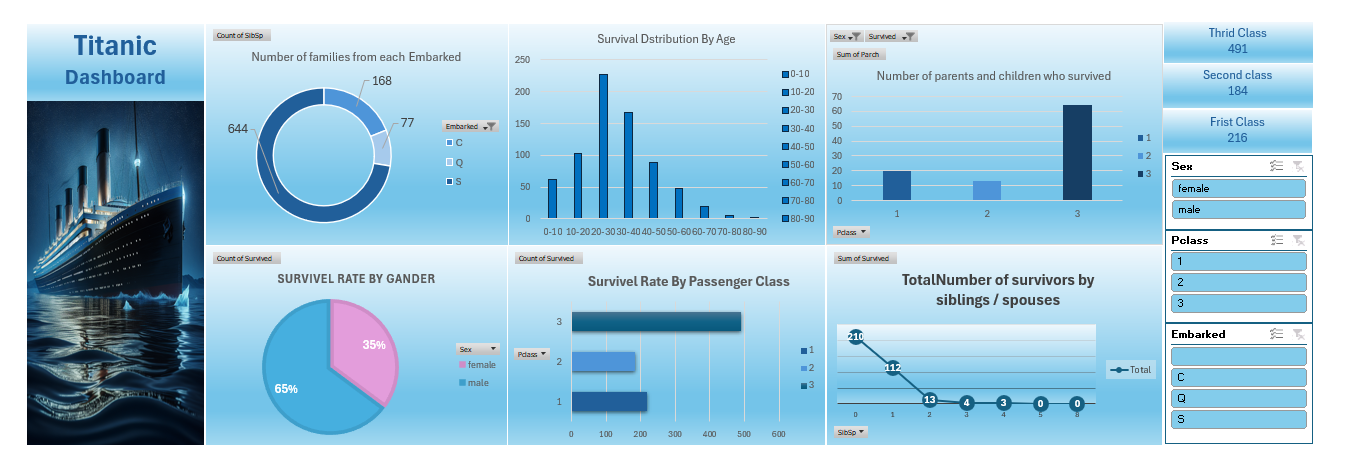 Titanic
Dashboard
Count of SibSp
Number of families from each Embarked
168
77
644
Embarked
C
Q
S
Survival Dstribution By Age
250
200
150
100
50
0
0-10 10-20 20-30 30-40 40-50 50-60 60-70 70-80 80-90
0-10
10-20
20-30
30-40
40-50
50-60
60-70
70-80
80-90
Sex Survived
Sum of Parch
Number of parents and children who survived
70
60
50
40
30
20
10
0
1 2 3
1
2
3
Pclass
Thrid Class
491
Second class
184
Frist Class
216
Sex
female
male
Pclass
1
2
3
Embarked
C
Q
S
Count of Survived
SURVIVEL RATE BY GANDER
35%
65%
Sex
female
male
Count of Survived
Survivel Rate By Passenger Class
Pclass
3
2
1
0 100 200 300 400 500 600
1
2
3
Sum of Survived
TotalNumber of survivors by
siblings / spouses
210
112
13
4
3
0
0
0 1 2 3 4 5 8
Total
SibSp